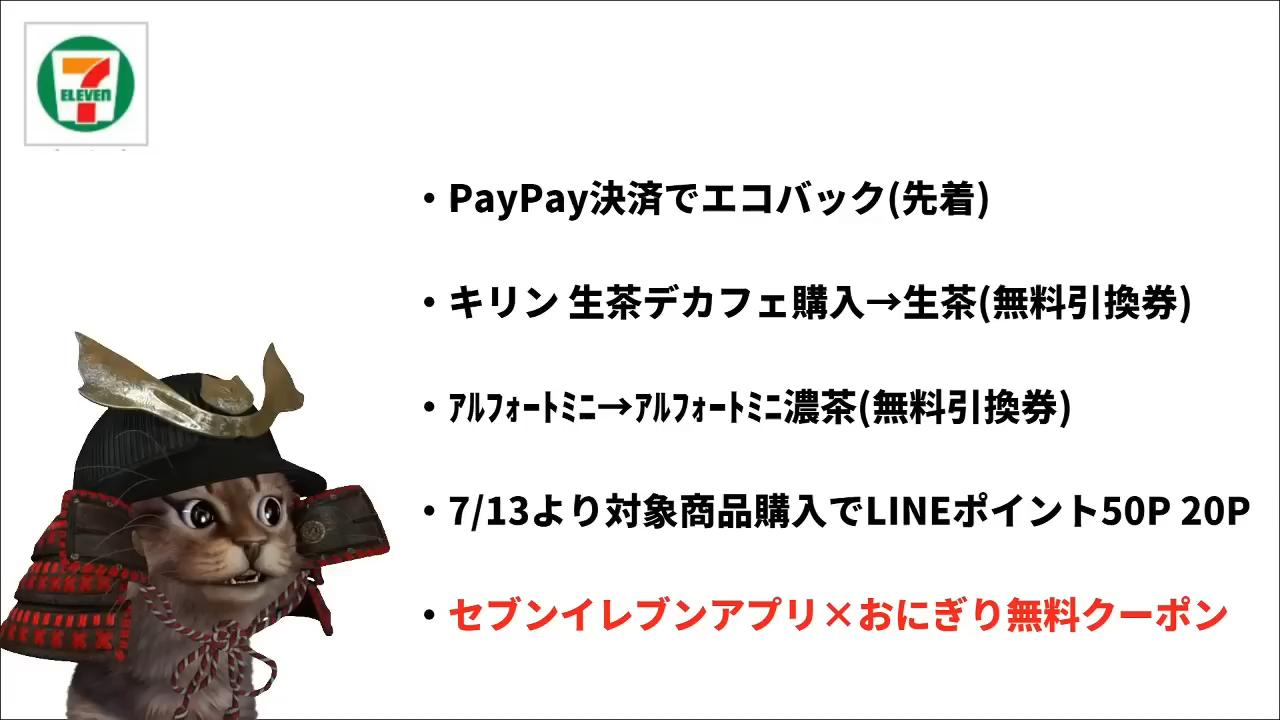 7
ELEVEN
・PayPay決済でエコバック(先着)
・キリン 生茶デカフェ購入→生茶(無料引換券)
・ｱﾙﾌｫｰﾄﾐﾆ→ｱﾙﾌｫｰﾄﾐﾆ濃茶(無料引換券)
・7/13より対象商品購入でLINEポイント50P 20P
・セブンイレブンアプリ×おにぎり無料クーポン